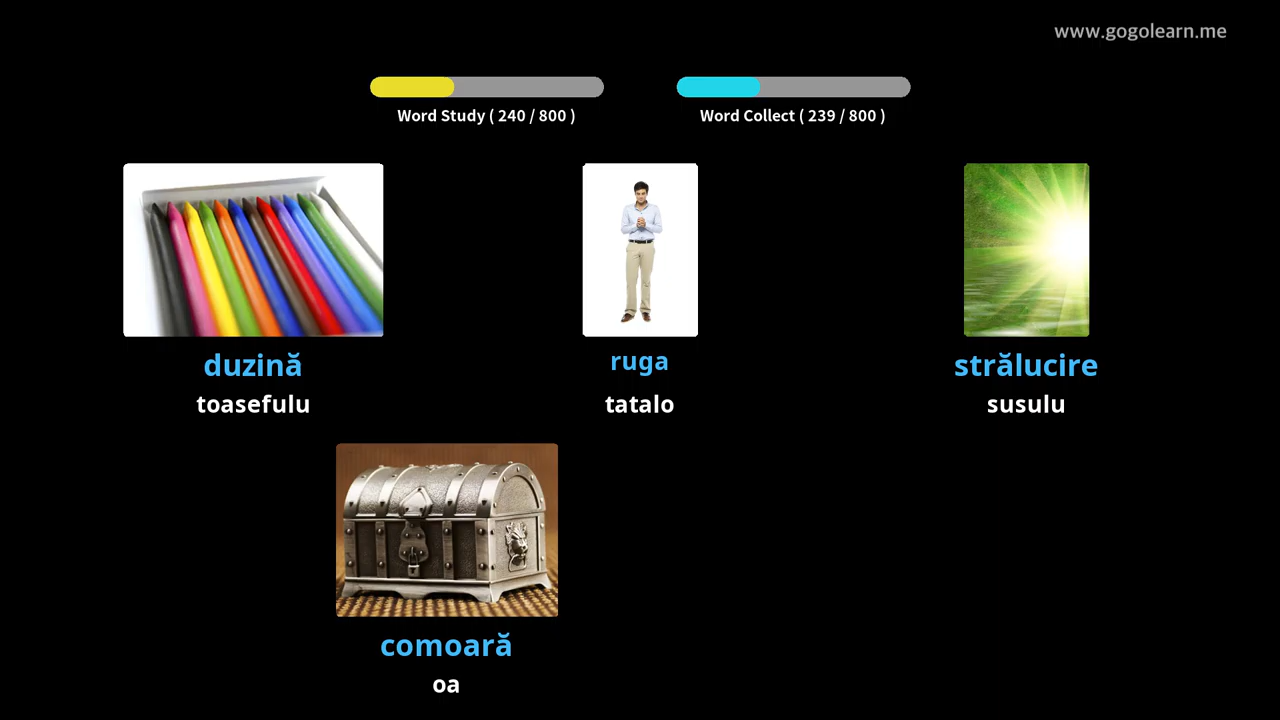 www.gogolearn.me
Word Study ( 240 / 800 )
Word Collect ( 239 / 800 )
duzină
ruga
strălucire
toasefulu
tatalo
susulu
comoară
oa